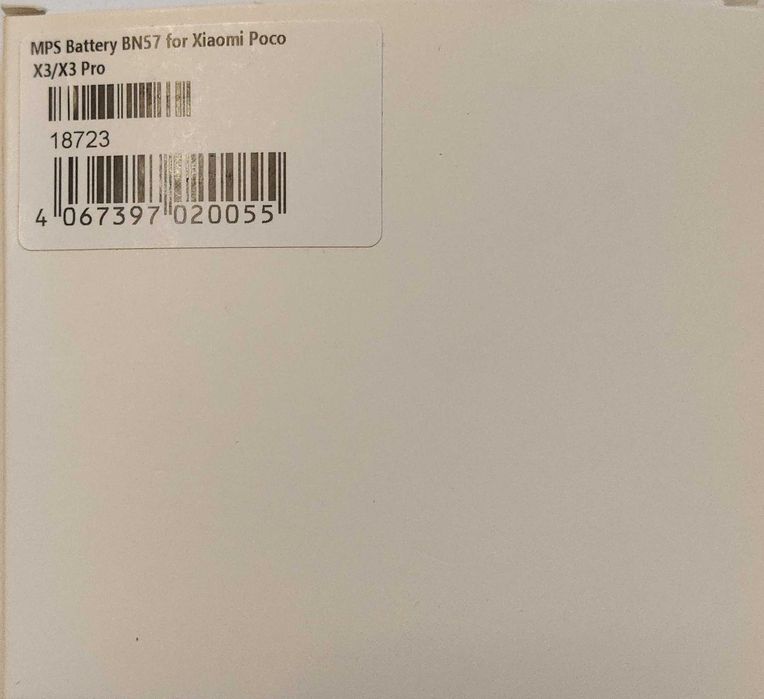 MPS Battery BN57 for Xiaomi Poco
X3/X3 Pro
18723
4 067397 020055